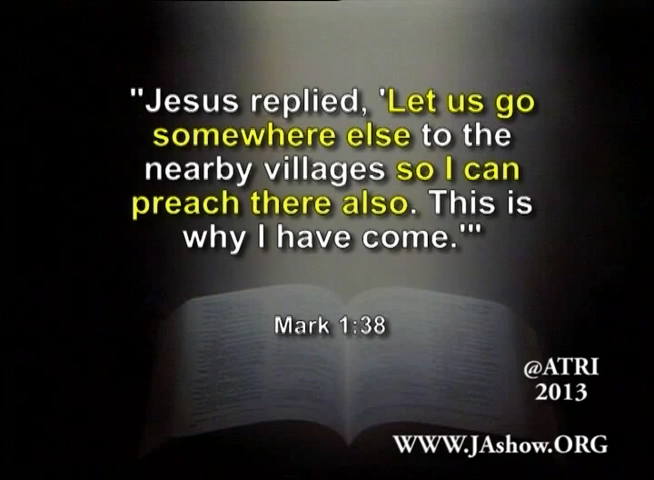 "Jesus replied, 'Let us go
somewhere else to the
nearby villages so I can
preach there also. This is
why I have come.'"
Mark 1:38
@ATRI
2013
WWW.JAshow.ORG